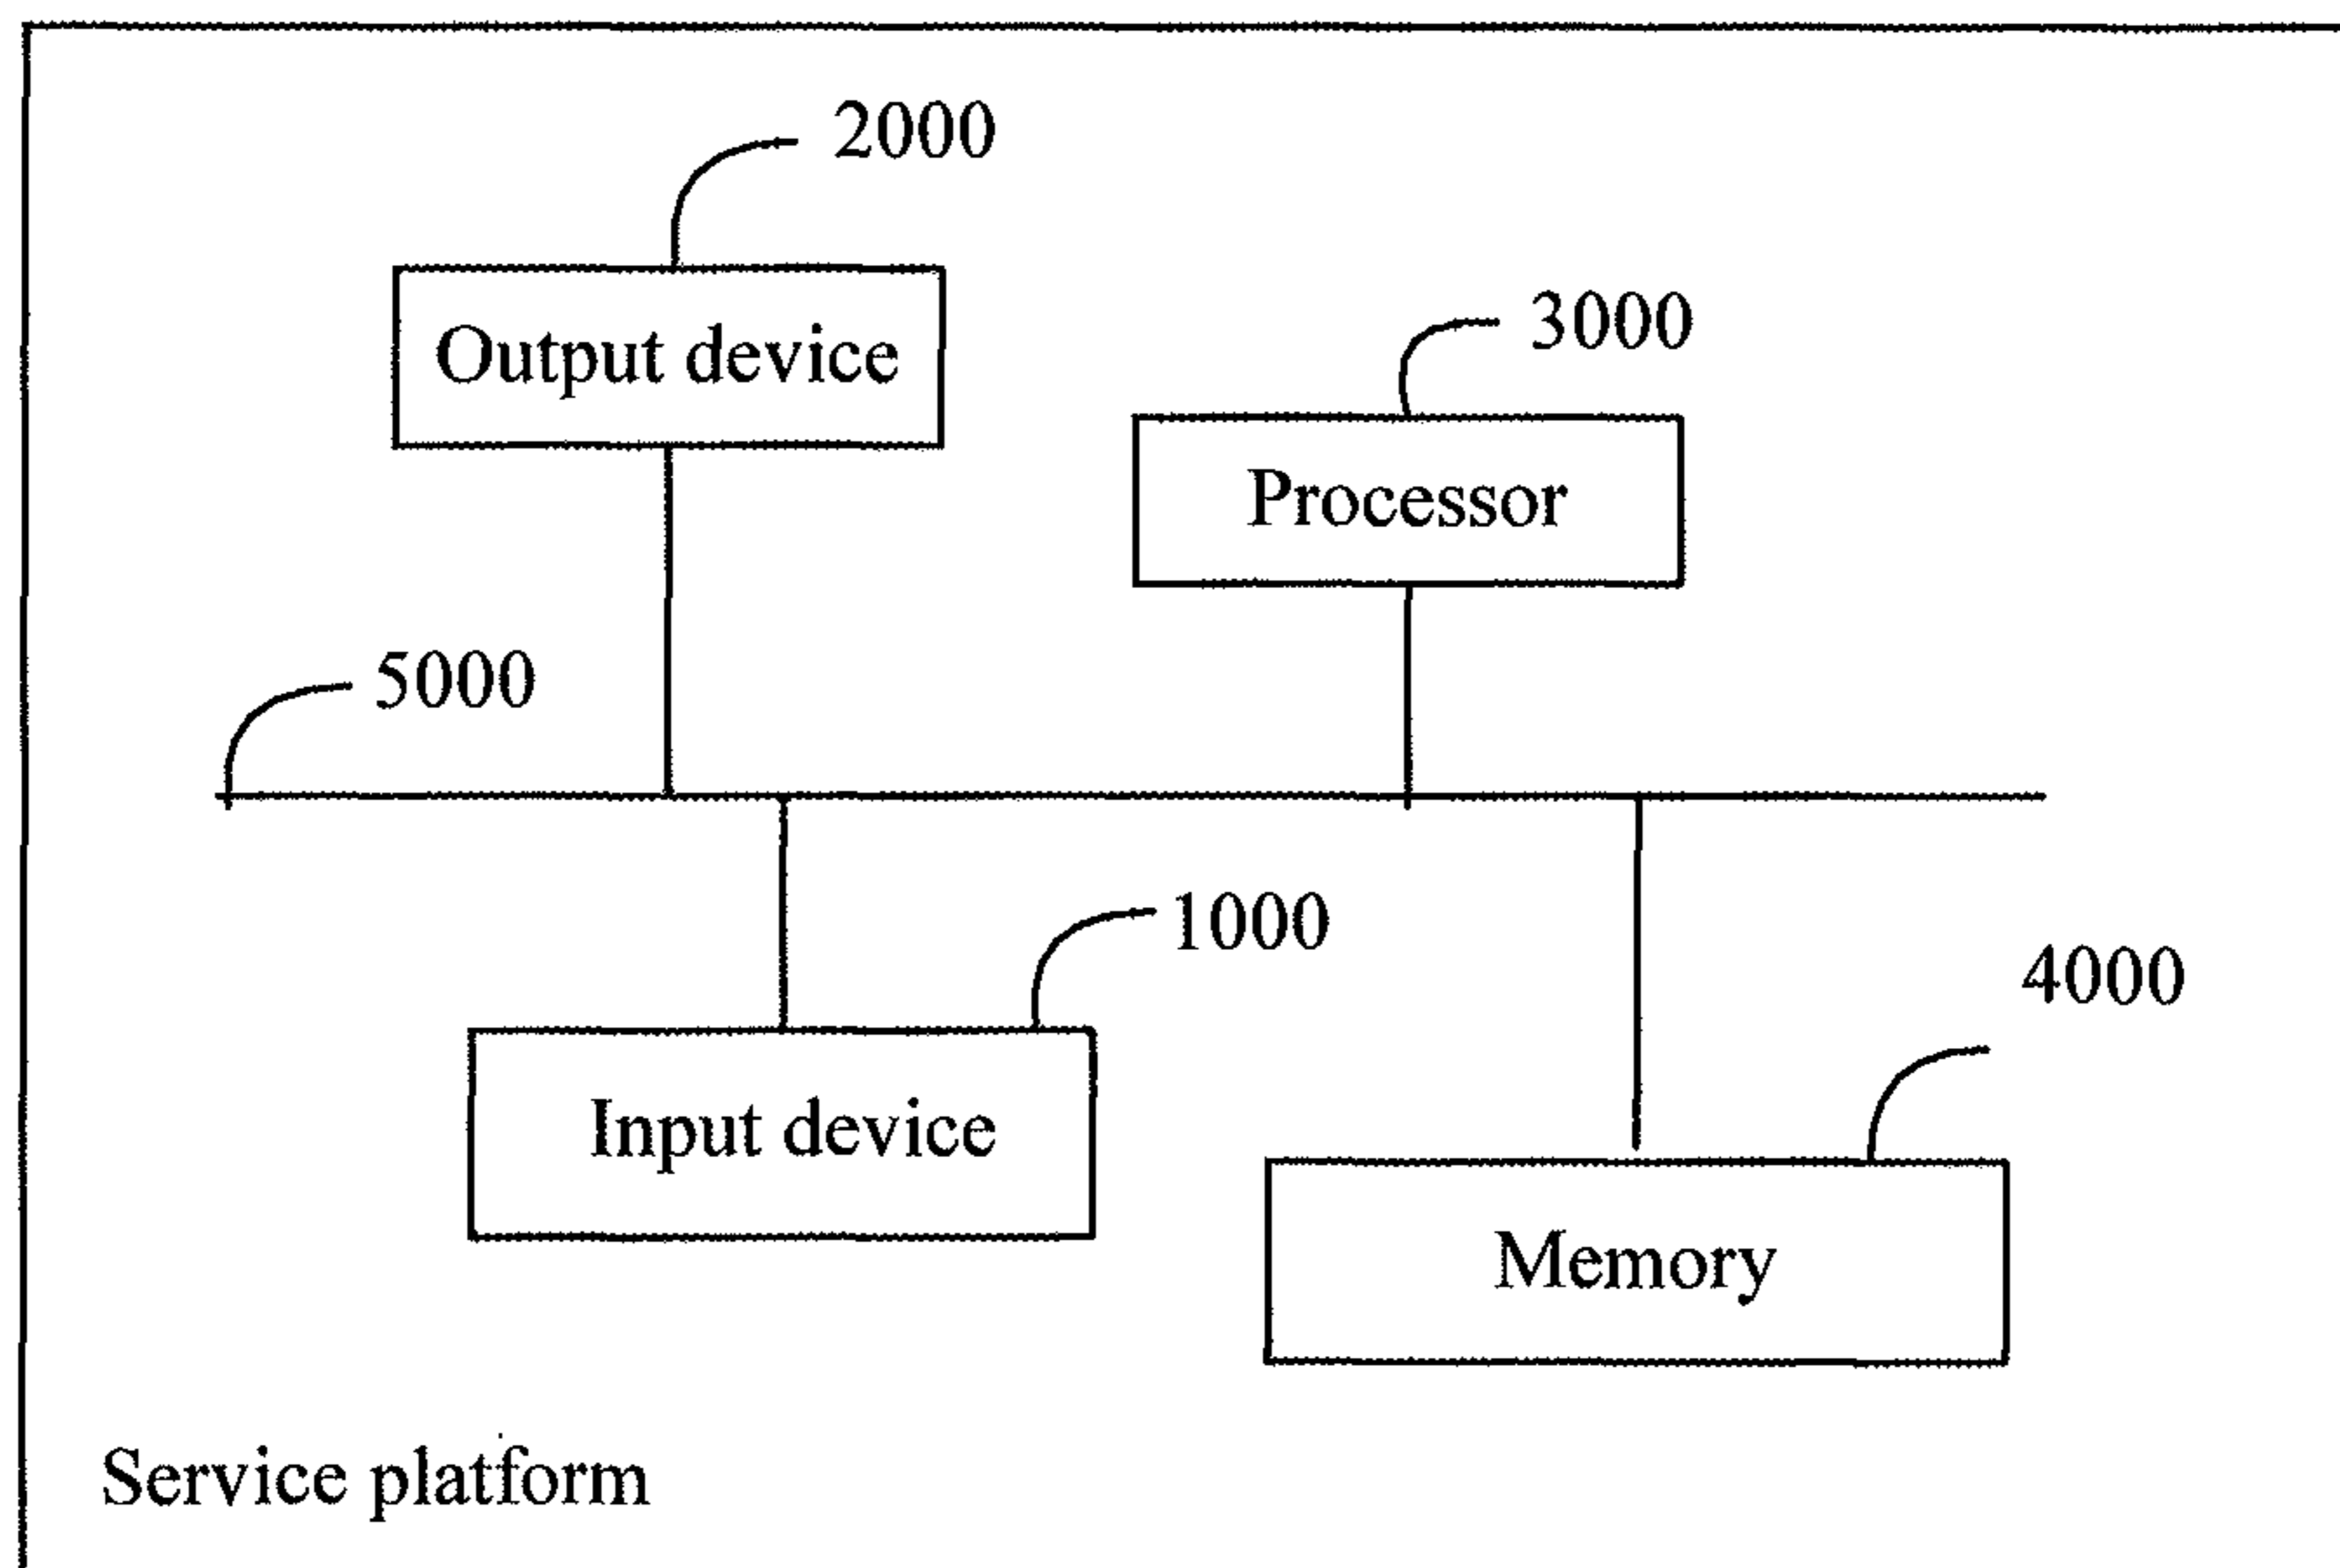 2000
Output device
3000
Processor
5000
1000
4000
Input device
Memory
Service platform